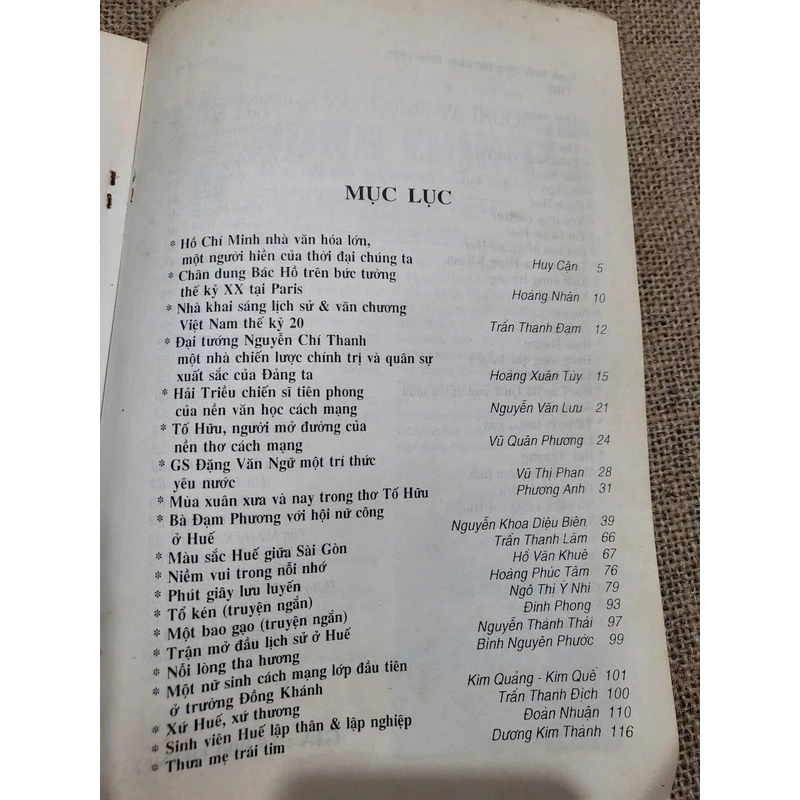 MỤC LỤC
* Hồ Chí Minh nhà văn hóa lớn,
một người hiền của thời đại chúng ta Huy Cận 5
* Chân dung Bác Hồ trên bức tường
thế kỷ XX tại Paris Hoàng Nhân 10
* Nhà khai sáng lịch sử & văn chương
Việt Nam thế kỷ 20 Trần Thanh Đạm 12
* Đại tướng Nguyễn Chí Thanh
một nhà chiến lược chính trị và quân sự
xuất sắc của Đảng ta Hoàng Xuân Tùy 15
* Hải Triều chiến sĩ tiên phong
của nền văn học cách mạng Nguyễn Văn Lưu 21
* Tố Hữu, người mở đường của
nền thơ cách mạng Vũ Quần Phương 24
* GS Đặng Văn Ngữ một trí thức
yêu nước Vũ Thị Phan 28
* Mùa xuân xưa và nay trong thơ Tố Hữu Phương Anh 31
* Bà Đạm Phương với hội nữ công
ở Huế Nguyễn Khoa Diệu Biên 39
* Màu sắc Huế giữa Sài Gòn Trần Thanh Lâm 66
* Niềm vui trong nỗi nhớ Hồ Văn Khuê 67
* Phút giây lưu luyến Hoàng Phúc Tâm 76
* Tổ kén (truyện ngắn) Ngô Thị Ý Nhi 79
* Một bao gạo (truyện ngắn) Đinh Phong 93
* Trận mở đầu lịch sử ở Huế Nguyễn Thành Thái 97
* Nỗi lòng tha hương Bình Nguyên Phước 99
* Một nữ sinh cách mạng lớp đầu tiên
ở trường Đồng Khánh Kim Quảng - Kim Quế 101
* Xứ Huế, xứ thương Trần Thanh Địch 100
* Sinh viên Huế lập thân & lập nghiệp Đoàn Nhuận 110
* Thưa mẹ trái tim Dương Kim Thành 116